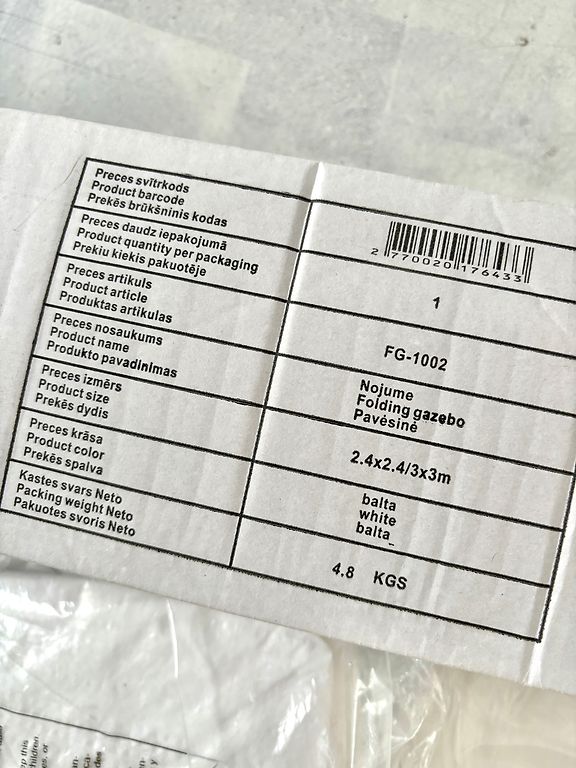 Preces svītrkods
Product barcode
Prekės brūkšninis kodas
2 770020 176433
Preces daudz iepakojumā
Product quantity per packaging
Prekiu kiekis pakuotėje
1
Preces artikuls
Product article
Produktas artikulas
FG-1002
Preces nosaukums
Product name
Produkto pavadinimas
Nojume
Folding gazebo
Pavėsinė
Preces izmērs
Product size
Prekės dydis
2.4x2.4/3x3m
Preces krāsa
Product color
Prekės spalva
balta
white
balta_
Kastes svars Neto
Packing weight Neto
Pakuotes svoris Neto
4.8 KGS